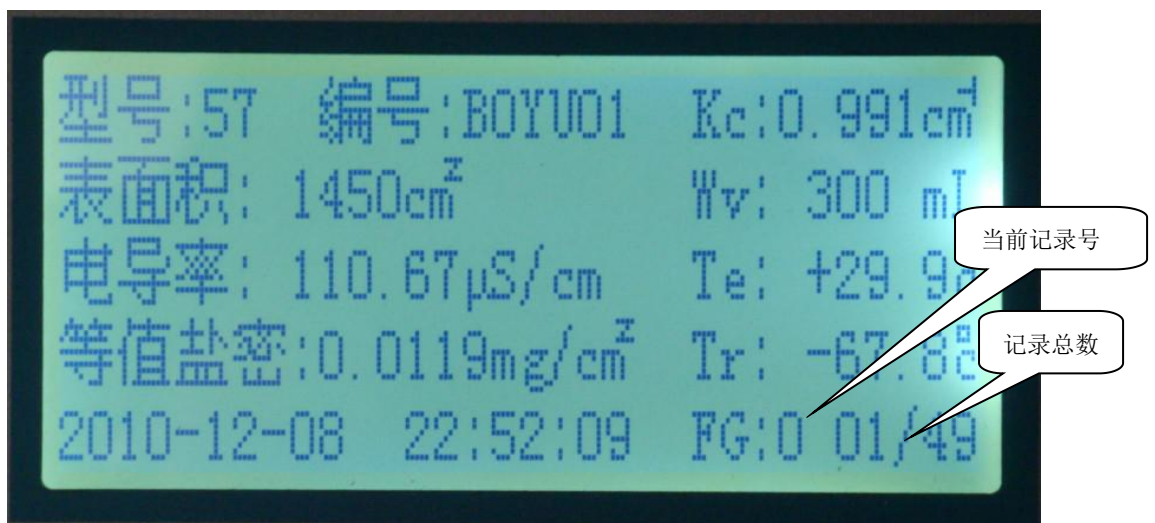 型号:57 编号:BOYU01 Kc:0.991cm⁻¹
表面积: 1450cm² Wv: 300 ml
电导率: 110.67μS/cm Te: +29.9
等值盐密:0.0119mg/cm² Tr: -67.8℃
2010-12-08 22:52:09 FG:0 01/49
当前记录号
记录总数